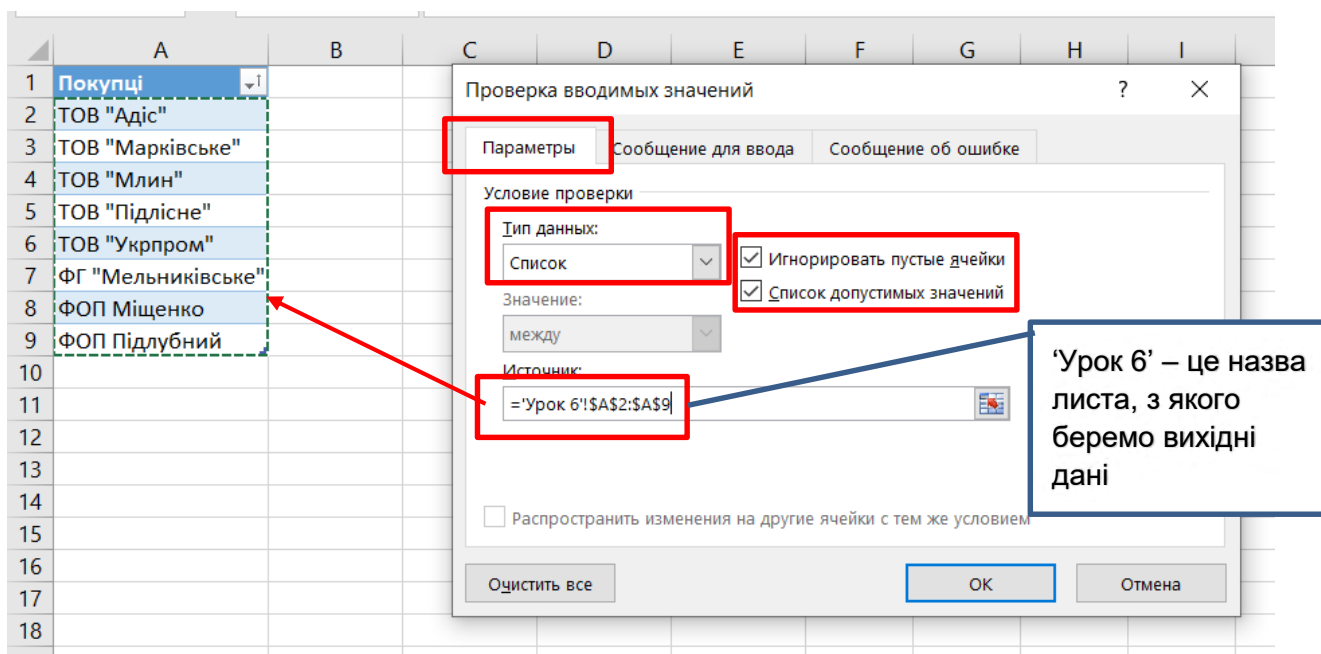 A B C D E F G H I
1 Покупці
2 ТОВ "Адіс"
3 ТОВ "Марківське"
4 ТОВ "Млин"
5 ТОВ "Підлісне"
6 ТОВ "Укрпром"
7 ФГ "Мельниківське"
8 ФОП Міщенко
9 ФОП Підлубний
10
11
12
13
14
15
16
17
18
Проверка вводимых значений ? ×
Параметры Сообщение для ввода Сообщение об ошибке
Условие проверки
Тип данных:
Список
Игнорировать пустые ячейки
Список допустимых значений
Значение:
между
Источник:
='Урок 6'!$A$2:$A$9
Распространить изменения на другие ячейки с тем же условием
Очистить все ОК Отмена
‘Урок 6’ – це назва
листа, з якого
беремо вихідні
дані